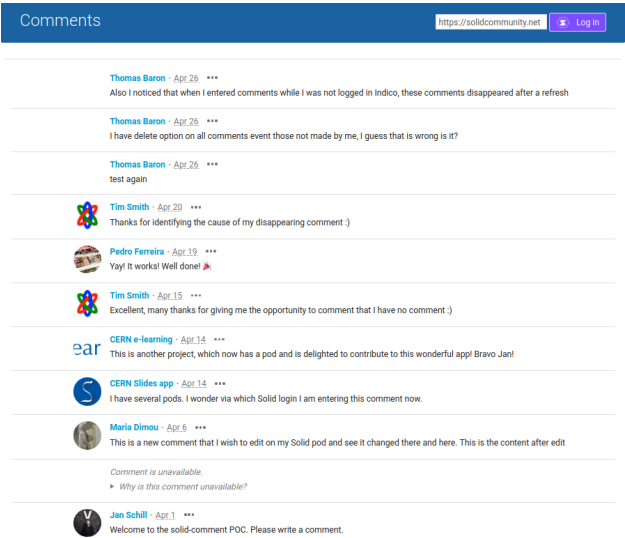 Comments
https://solidcommunity.net
Log in
Thomas Baron · Apr 26 •••
Also I noticed that when I entered comments while I was not logged in Indico, these comments disappeared after a refresh
Thomas Baron · Apr 26 •••
I have delete option on all comments event those not made by me, I guess that is wrong is it?
Thomas Baron · Apr 26 •••
test again
Tim Smith · Apr 20 •••
Thanks for identifying the cause of my disappearing comment :)
Pedro Ferreira · Apr 19 •••
Yay! It works! Well done! 🎉
Tim Smith · Apr 15 •••
Excellent, many thanks for giving me the opportunity to comment that I have no comment :)
ear
CERN e-learning · Apr 14 •••
This is another project, which now has a pod and is delighted to contribute to this wonderful app! Bravo Jan!
CERN Slides app · Apr 14 •••
I have several pods. I wonder via which Solid login I am entering this comment now.
Maria Dimou · Apr 6 •••
This is a new comment that I wish to edit on my Solid pod and see it changed there and here. This is the content after edit
Comment is unavailable.
▸ Why is this comment unavailable?
Jan Schill · Apr 1 •••
Welcome to the solid-comment POC. Please write a comment.